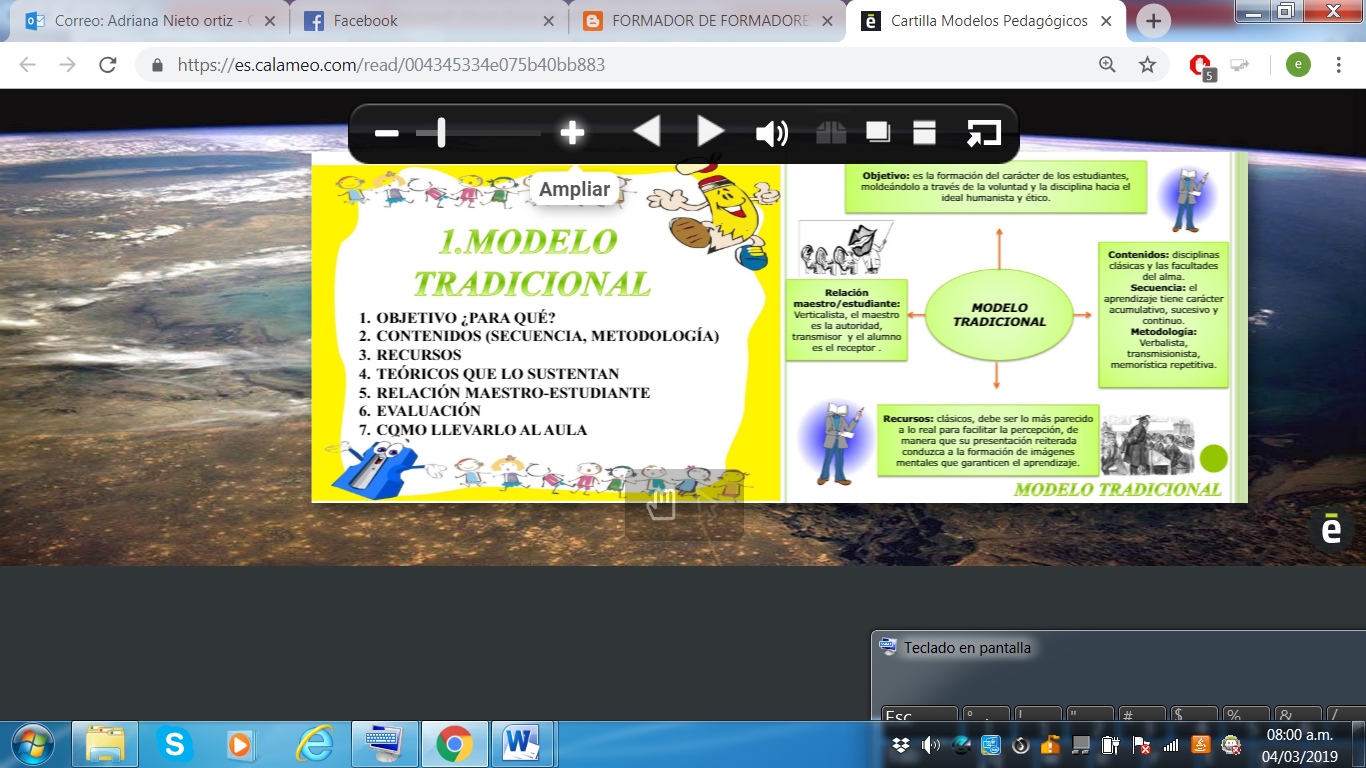 Correo: Adriana Nieto ortiz - O
Facebook
FORMADOR DE FORMADORE
Cartilla Modelos Pedagógicos
https://es.calameo.com/read/004345334e075b40bb883
5
e
Ampliar
1.MODELO
TRADICIONAL
1. OBJETIVO ¿PARA QUÉ?
2. CONTENIDOS (SECUENCIA, METODOLOGÍA)
3. RECURSOS
4. TEÓRICOS QUE LO SUSTENTAN
5. RELACIÓN MAESTRO-ESTUDIANTE
6. EVALUACIÓN
7. COMO LLEVARLO AL AULA
Objetivo: es la formación del carácter de los estudiantes,
moldeándolo a través de la voluntad y la disciplina hacia el
ideal humanista y ético.
Relación
maestro/estudiante:
Verticalista, el maestro
es la autoridad,
transmisor y el alumno
es el receptor .
MODELO
TRADICIONAL
Contenidos: disciplinas
clásicas y las facultades
del alma.
Secuencia: el
aprendizaje tiene carácter
acumulativo, sucesivo y
continuo.
Metodología:
Verbalista,
transmisionista,
memorística repetitiva.
Recursos: clásicos, debe ser lo más parecido
a lo real para facilitar la percepción, de
manera que su presentación reiterada
conduzca a la formación de imágenes
mentales que garanticen el aprendizaje.
MODELO TRADICIONAL
ē
Teclado en pantalla
Esc ° ! " # $ % & /
08:00 a.m.
04/03/2019